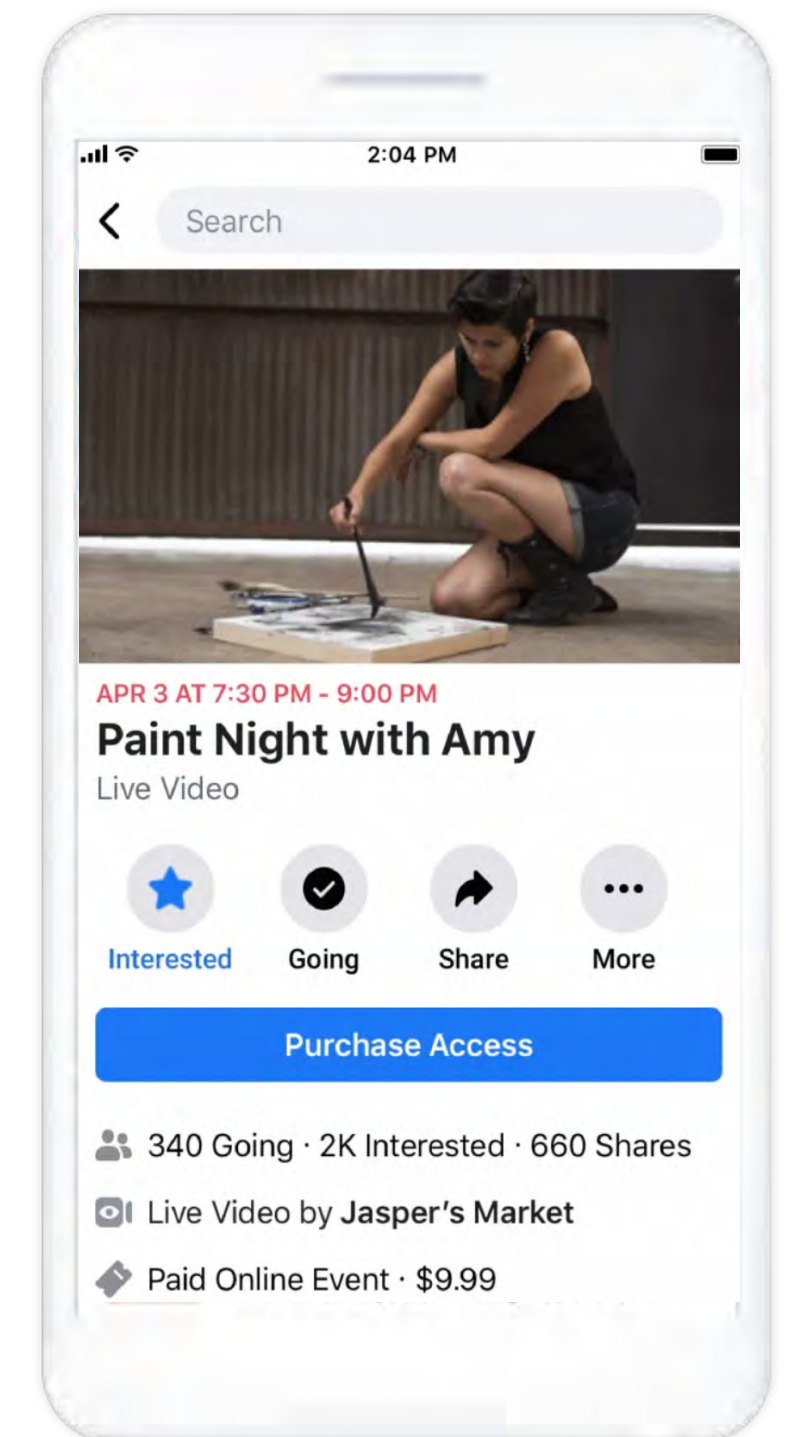 2:04 PM
Search
APR 3 AT 7:30 PM - 9:00 PM
Paint Night with Amy
Live Video
Interested Going Share More
Purchase Access
340 Going · 2K Interested · 660 Shares
Live Video by Jasper's Market
Paid Online Event · $9.99